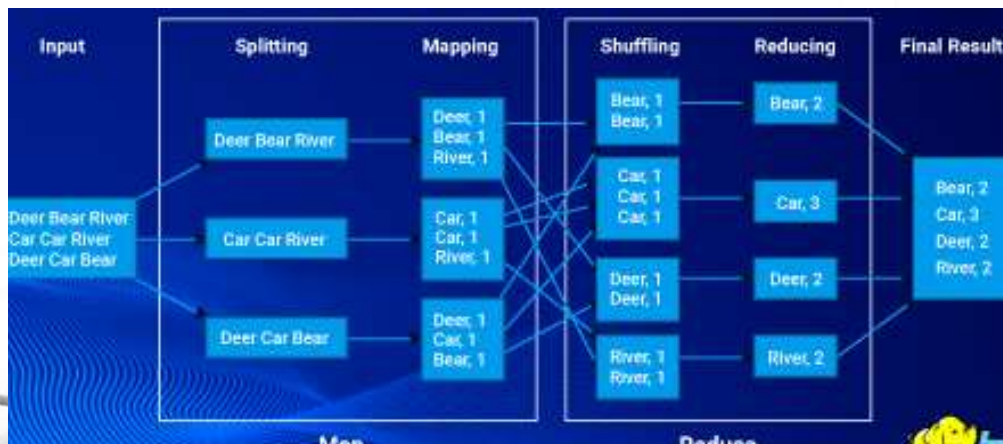 Input
Splitting
Mapping
Shuffling
Reducing
Final Result
Deer Bear River
Car Car River
Deer Car Bear
Deer Bear River
Car Car River
Deer Car Bear
Deer, 1
Bear, 1
River, 1
Car, 1
Car, 1
River, 1
Deer, 1
Car, 1
Bear, 1
Bear, 1
Bear, 1
Car, 1
Car, 1
Car, 1
Deer, 1
Deer, 1
River, 1
River, 1
Bear, 2
Car, 3
Deer, 2
River, 2
Bear, 2
Car, 3
Deer, 2
River, 2
Map
Reduce